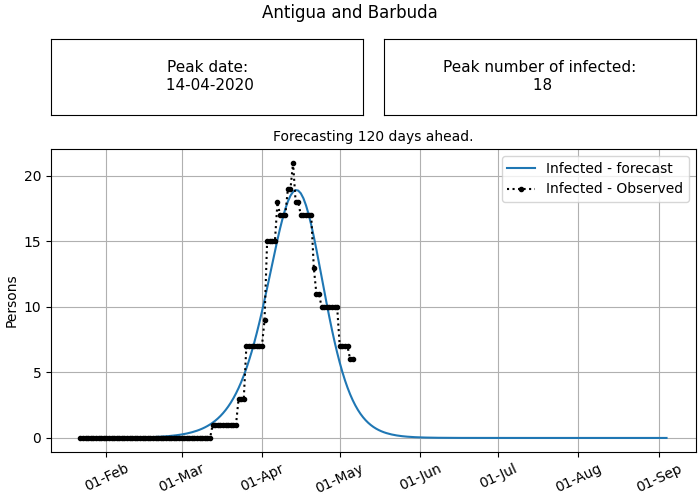 Antigua and Barbuda
Peak date:
14-04-2020
Peak number of infected:
18
Forecasting 120 days ahead.
Infected - forecast
Infected - Observed
Persons
20
15
10
5
0
01-Feb
01-Mar
01-Apr
01-May
01-Jun
01-Jul
01-Aug
01-Sep